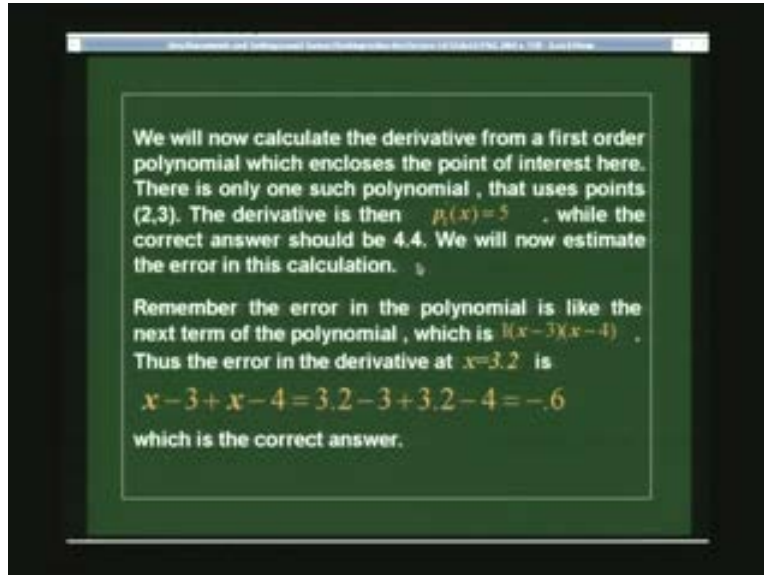 We will now calculate the derivative from a first order
polynomial which encloses the point of interest here.
There is only one such polynomial , that uses points
(2,3). The derivative is then p₁(x)=5 . while the
correct answer should be 4.4. We will now estimate
the error in this calculation.
Remember the error in the polynomial is like the
next term of the polynomial , which is 1(x−3)(x−4) .
Thus the error in the derivative at x=3.2 is
x−3+x−4=3.2−3+3.2−4=−.6
which is the correct answer.